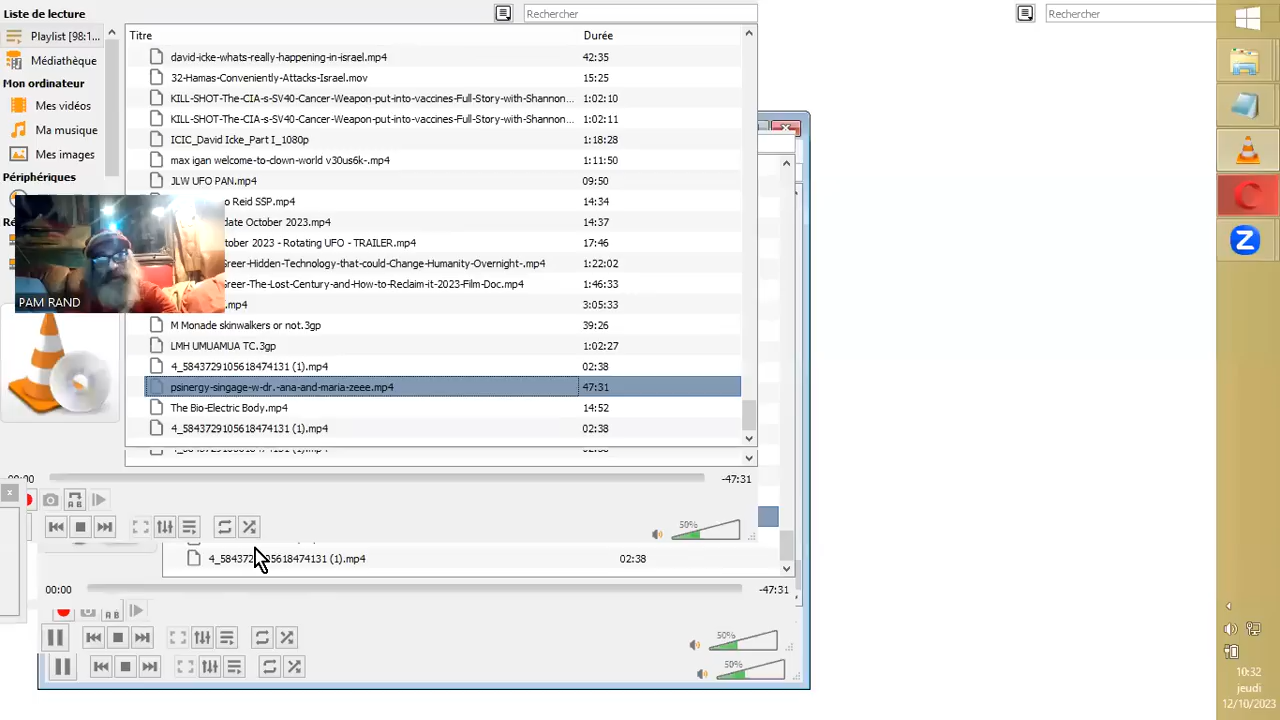 Liste de lecture
Rechercher
Rechercher
Playlist [98:1...
Médiathèque
Mon ordinateur
Mes vidéos
Ma musique
Mes images
Périphériques
Titre
Durée
david-icke-whats-really-happening-in-israel.mp4 42:35
32-Hamas-Conveniently-Attacks-Israel.mov 15:25
KILL-SHOT-The-CIA-s-SV40-Cancer-Weapon-put-into-vaccines-Full-Story-with-Shannon... 1:02:10
KILL-SHOT-The-CIA-s-SV40-Cancer-Weapon-put-into-vaccines-Full-Story-with-Shannon... 1:02:11
ICIC_David Icke_Part I_1080p 1:18:28
max igan welcome-to-clown-world v30us6k-.mp4 1:11:50
JLW UFO PAN.mp4 09:50
o Reid SSP.mp4 14:34
date October 2023.mp4 14:37
tober 2023 - Rotating UFO - TRAILER.mp4 17:46
Greer-Hidden-Technology-that-could-Change-Humanity-Overnight-.mp4 1:22:02
Greer-The-Lost-Century-and-How-to-Reclaim-it-2023-Film-Doc.mp4 1:46:33
.mp4 3:05:33
M Monade skinwalkers or not.3gp 39:26
LMH UMUAMUA TC.3gp 1:02:27
4_5843729105618474131 (1).mp4 02:38
psinergy-singage-w-dr.-ana-and-maria-zeee.mp4 47:31
The Bio-Electric Body.mp4 14:52
4_5843729105618474131 (1).mp4 02:38
PAM RAND
00:00
-47:31
A B
50%
618474131 (1).mp4 02:38
00:00
-47:31
A B
50%
50%
10:32
jeudi
12/10/2023